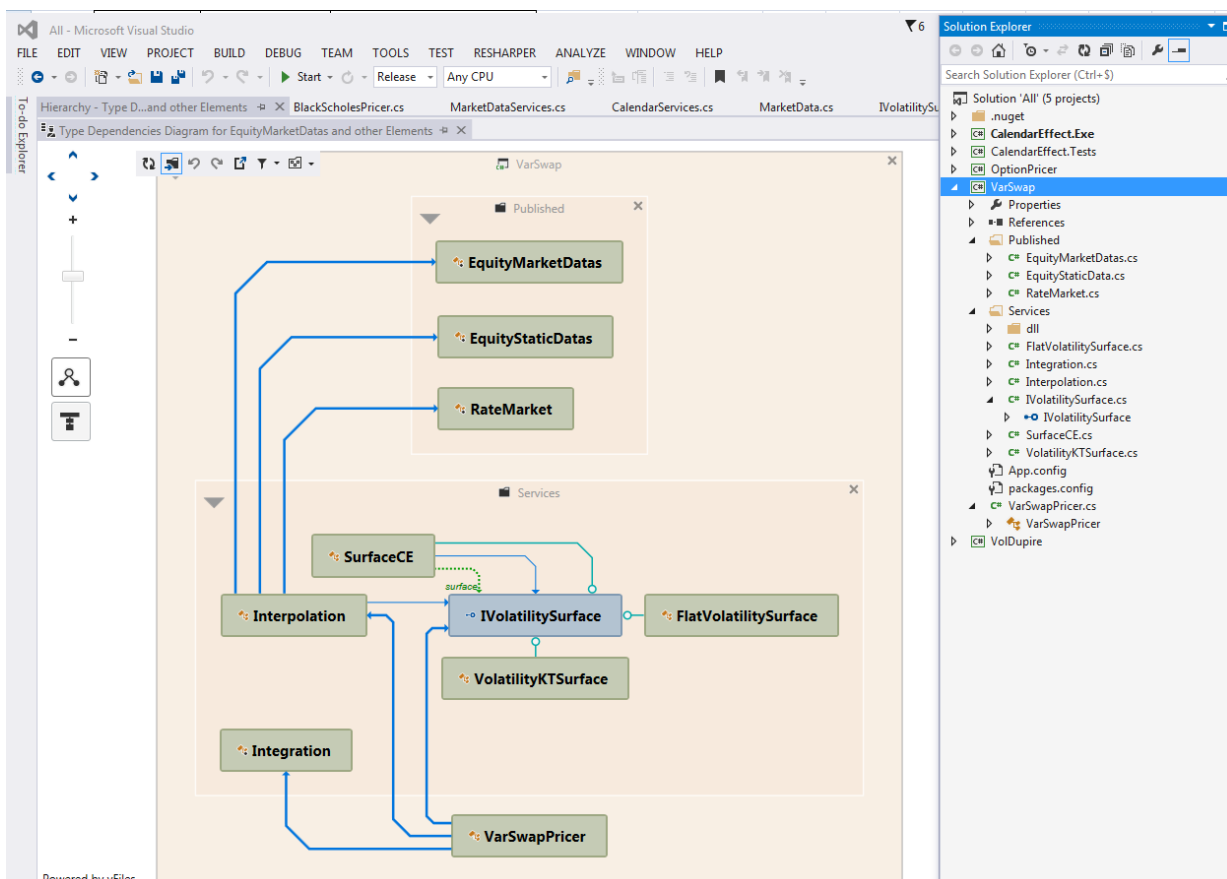 All - Microsoft Visual Studio
6
FILE EDIT VIEW PROJECT BUILD DEBUG TEAM TOOLS TEST RESHARPER ANALYZE WINDOW HELP
Start Release Any CPU
To-do Explorer
Hierarchy - Type D...and other Elements BlackScholesPricer.cs MarketDataServices.cs CalendarServices.cs MarketData.cs IVolatilitySu
Type Dependencies Diagram for EquityMarketDatas and other Elements
VarSwap
Published
EquityMarketDatas
EquityStaticDatas
RateMarket
Services
SurfaceCE
surface
Interpolation
IVolatilitySurface
FlatVolatilitySurface
VolatilityKTSurface
Integration
VarSwapPricer
Powered by yFiles
Solution Explorer
Search Solution Explorer (Ctrl+$)
Solution 'All' (5 projects)
.nuget
C# CalendarEffect.Exe
C# CalendarEffect.Tests
C# OptionPricer
C# VarSwap
Properties
References
Published
C# EquityMarketDatas.cs
C# EquityStaticData.cs
C# RateMarket.cs
Services
dll
C# FlatVolatilitySurface.cs
C# Integration.cs
C# Interpolation.cs
C# IVolatilitySurface.cs
IVolatilitySurface
C# SurfaceCE.cs
C# VolatilityKTSurface.cs
App.config
packages.config
C# VarSwapPricer.cs
VarSwapPricer
C# VolDupire